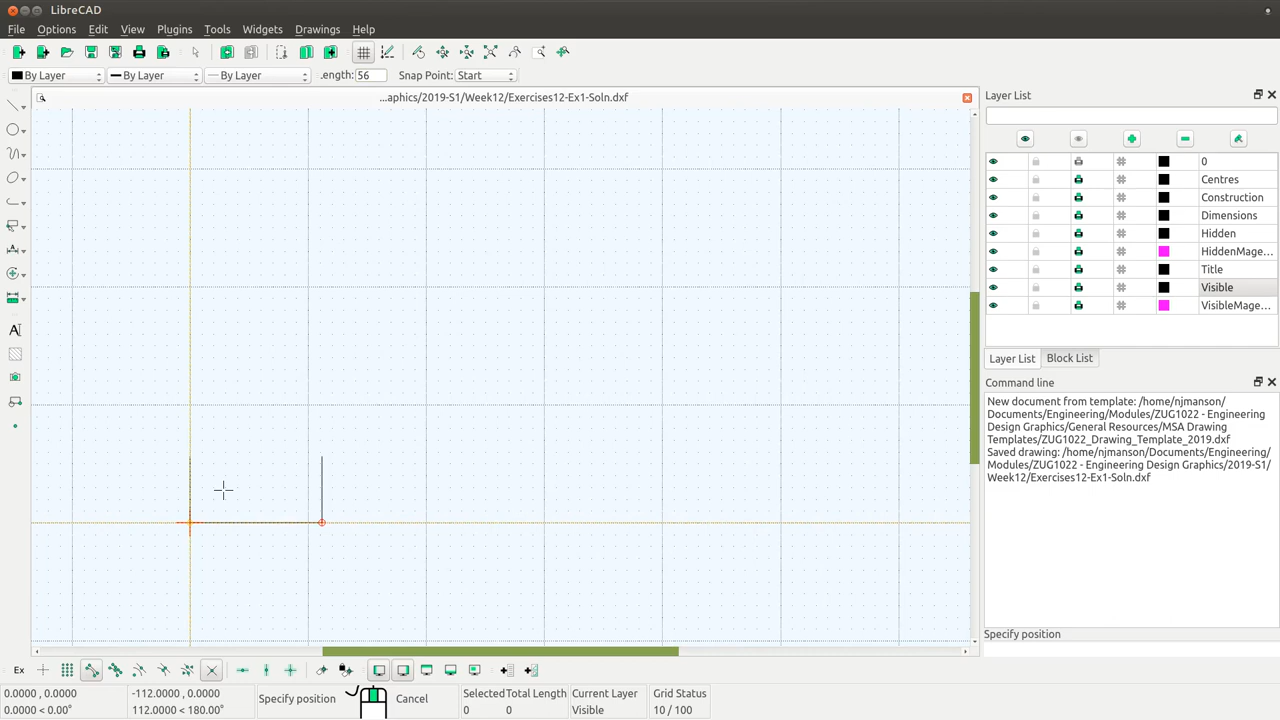 LibreCAD
File Options Edit View Plugins Tools Widgets Drawings Help
By Layer By Layer By Layer Length: 56 Snap Point: Start
...aphics/2019-S1/Week12/Exercises12-Ex1-Soln.dxf
Layer List
0
Centres
Construction
Dimensions
Hidden
HiddenMage...
Title
Visible
VisibleMage...
Layer List Block List
Command line
New document from template: /home/njmanson/
Documents/Engineering/Modules/ZUG1022 - Engineering
Design Graphics/General Resources/MSA Drawing
Templates/ZUG1022_Drawing_Template_2019.dxf
Saved drawing: /home/njmanson/Documents/Engineering/
Modules/ZUG1022 - Engineering Design Graphics/2019-S1/
Week12/Exercises12-Ex1-Soln.dxf
Specify position
Ex
0.0000 , 0.0000 -112.0000 , 0.0000 Specify position Cancel Selected Total Length Current Layer Grid Status
0.0000 < 0.00° 112.0000 < 180.00° 0 0 Visible 10 / 100